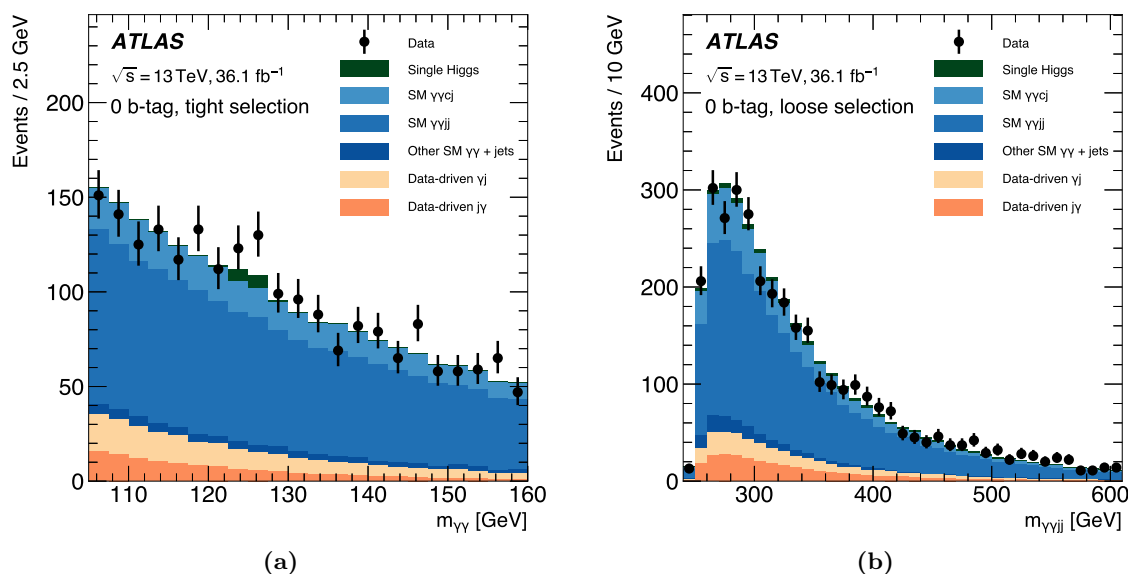 Events / 2.5 GeV
ATLAS
√s = 13 TeV, 36.1 fb⁻¹
0 b-tag, tight selection
Data
Single Higgs
SM γγcj
SM γγjj
Other SM γγ + jets
Data-driven γj
Data-driven jγ
200
150
100
50
0
110 120 130 140 150 160
mγγ [GeV]
(a)
Events / 10 GeV
ATLAS
√s = 13 TeV, 36.1 fb⁻¹
0 b-tag, loose selection
Data
Single Higgs
SM γγcj
SM γγjj
Other SM γγ + jets
Data-driven γj
Data-driven jγ
400
300
200
100
0
300 400 500 600
mγγjj [GeV]
(b)